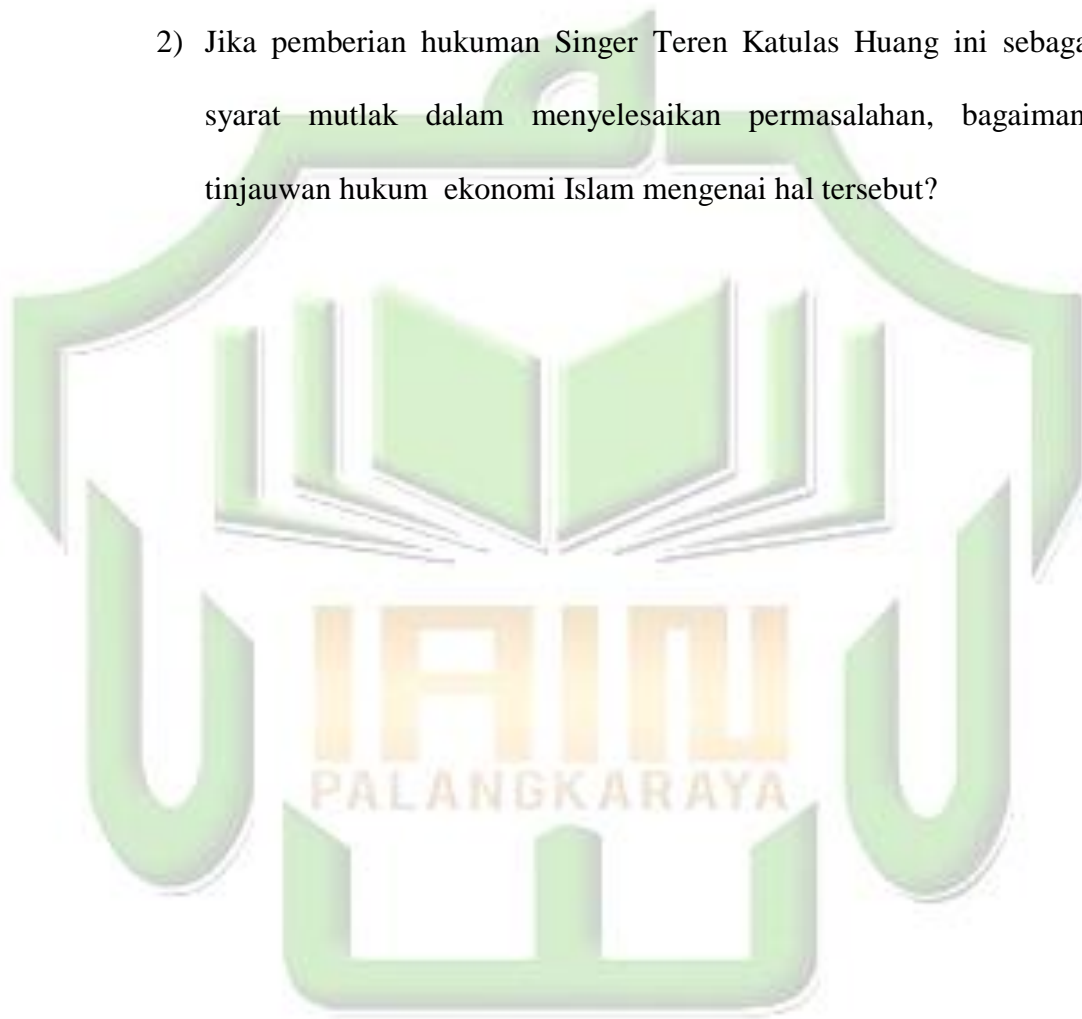 2) Jika pemberian hukuman Singer Teren Katulas Huang ini sebaga
syarat mutlak dalam menyelesaikan permasalahan, bagaiman
tinjauwan hukum ekonomi Islam mengenai hal tersebut?
IAIN
PALANGKARAYA